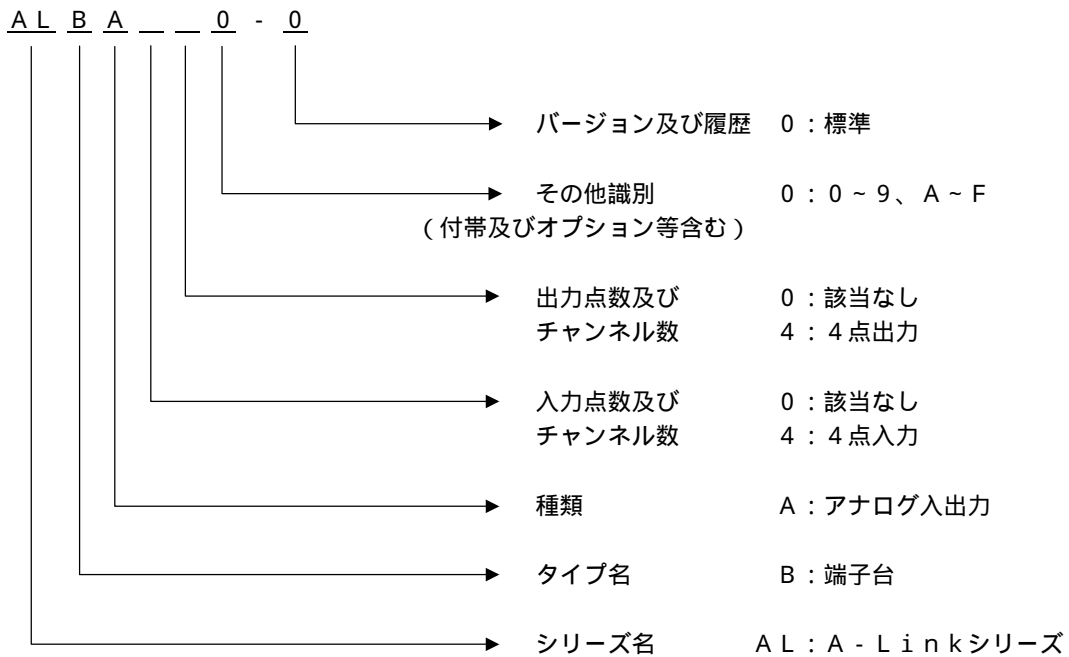 ＡＬ Ｂ Ａ ＿ ＿ ０ - ０
バージョン及び履歴　０：標準
その他識別　０：０~９、Ａ~Ｆ
（付帯及びオプション等含む）
出力点数及び　０：該当なし
チャンネル数　４：４点出力
入力点数及び　０：該当なし
チャンネル数　４：４点入力
種類　Ａ：アナログ入出力
タイプ名　Ｂ：端子台
シリーズ名　ＡＬ：Ａ-Ｌｉｎｋシリーズ